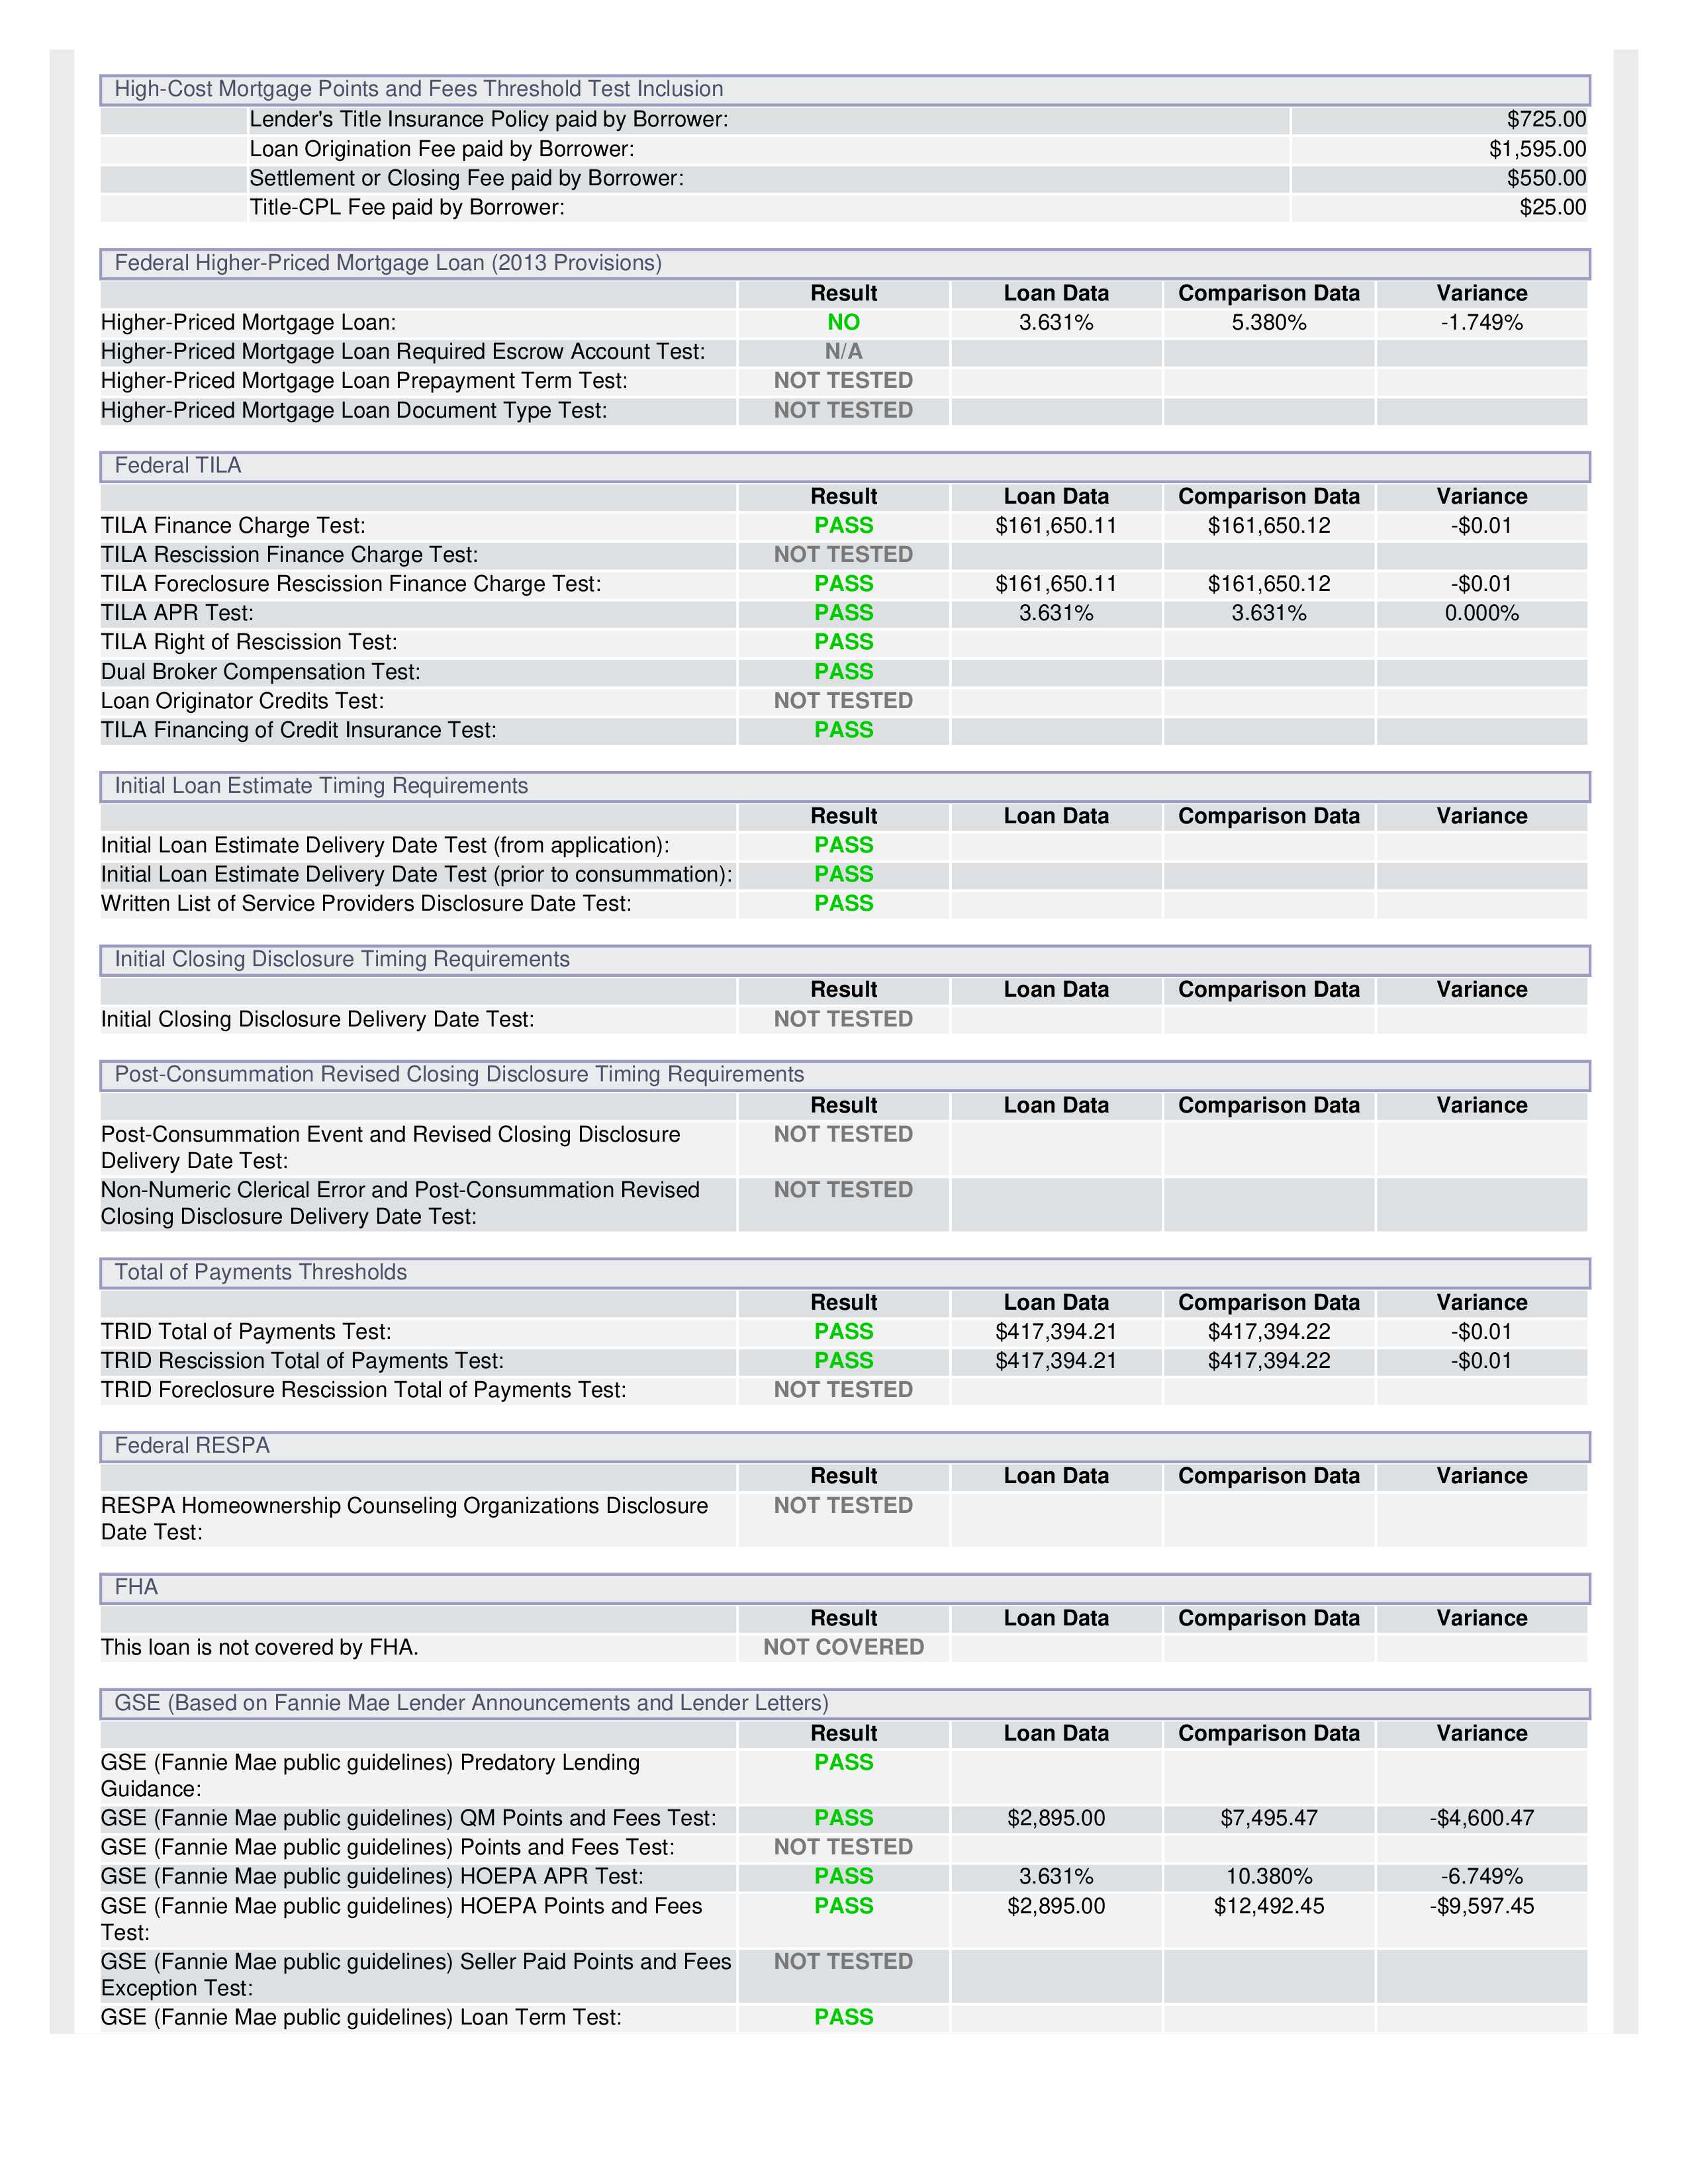 High-Cost Mortgage Points and Fees Threshold Test Inclusion
Lender's Title Insurance Policy paid by Borrower: $725.00
Loan Origination Fee paid by Borrower: $1,595.00
Settlement or Closing Fee paid by Borrower: $550.00
Title-CPL Fee paid by Borrower: $25.00
Federal Higher-Priced Mortgage Loan (2013 Provisions)
Result Loan Data Comparison Data Variance
Higher-Priced Mortgage Loan: NO 3.631% 5.380% -1.749%
Higher-Priced Mortgage Loan Required Escrow Account Test: N/A
Higher-Priced Mortgage Loan Prepayment Term Test: NOT TESTED
Higher-Priced Mortgage Loan Document Type Test: NOT TESTED
Federal TILA
Result Loan Data Comparison Data Variance
TILA Finance Charge Test: PASS $161,650.11 $161,650.12 -$0.01
TILA Rescission Finance Charge Test: NOT TESTED
TILA Foreclosure Rescission Finance Charge Test: PASS $161,650.11 $161,650.12 -$0.01
TILA APR Test: PASS 3.631% 3.631% 0.000%
TILA Right of Rescission Test: PASS
Dual Broker Compensation Test: PASS
Loan Originator Credits Test: NOT TESTED
TILA Financing of Credit Insurance Test: PASS
Initial Loan Estimate Timing Requirements
Result Loan Data Comparison Data Variance
Initial Loan Estimate Delivery Date Test (from application): PASS
Initial Loan Estimate Delivery Date Test (prior to consummation): PASS
Written List of Service Providers Disclosure Date Test: PASS
Initial Closing Disclosure Timing Requirements
Result Loan Data Comparison Data Variance
Initial Closing Disclosure Delivery Date Test: NOT TESTED
Post-Consummation Revised Closing Disclosure Timing Requirements
Result Loan Data Comparison Data Variance
Post-Consummation Event and Revised Closing Disclosure NOT TESTED
Delivery Date Test:
Non-Numeric Clerical Error and Post-Consummation Revised NOT TESTED
Closing Disclosure Delivery Date Test:
Total of Payments Thresholds
Result Loan Data Comparison Data Variance
TRID Total of Payments Test: PASS $417,394.21 $417,394.22 -$0.01
TRID Rescission Total of Payments Test: PASS $417,394.21 $417,394.22 -$0.01
TRID Foreclosure Rescission Total of Payments Test: NOT TESTED
Federal RESPA
Result Loan Data Comparison Data Variance
RESPA Homeownership Counseling Organizations Disclosure NOT TESTED
Date Test:
FHA
Result Loan Data Comparison Data Variance
This loan is not covered by FHA. NOT COVERED
GSE (Based on Fannie Mae Lender Announcements and Lender Letters)
Result Loan Data Comparison Data Variance
GSE (Fannie Mae public guidelines) Predatory Lending PASS
Guidance:
GSE (Fannie Mae public guidelines) QM Points and Fees Test: PASS $2,895.00 $7,495.47 -$4,600.47
GSE (Fannie Mae public guidelines) Points and Fees Test: NOT TESTED
GSE (Fannie Mae public guidelines) HOEPA APR Test: PASS 3.631% 10.380% -6.749%
GSE (Fannie Mae public guidelines) HOEPA Points and Fees PASS $2,895.00 $12,492.45 -$9,597.45
Test:
GSE (Fannie Mae public guidelines) Seller Paid Points and Fees NOT TESTED
Exception Test:
GSE (Fannie Mae public guidelines) Loan Term Test: PASS